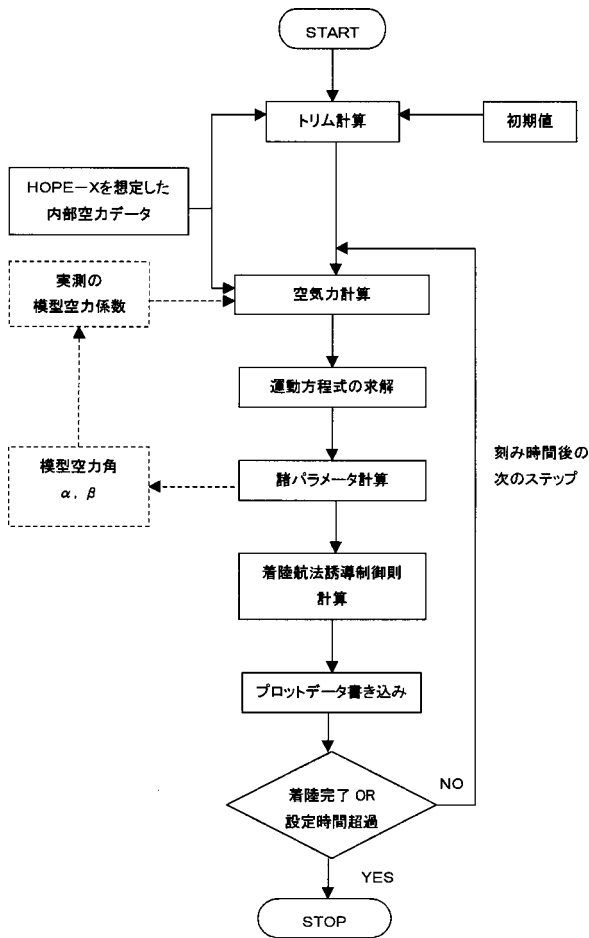 START
トリム計算
初期値
HOPE－Xを想定した
内部空力データ
実測の
模型空力係数
空気力計算
運動方程式の求解
刻み時間後の
次のステップ
模型空力角
α，β
諸パラメータ計算
着陸航法誘導制御則
計算
プロットデータ書き込み
NO
着陸完了 OR
設定時間超過
YES
STOP